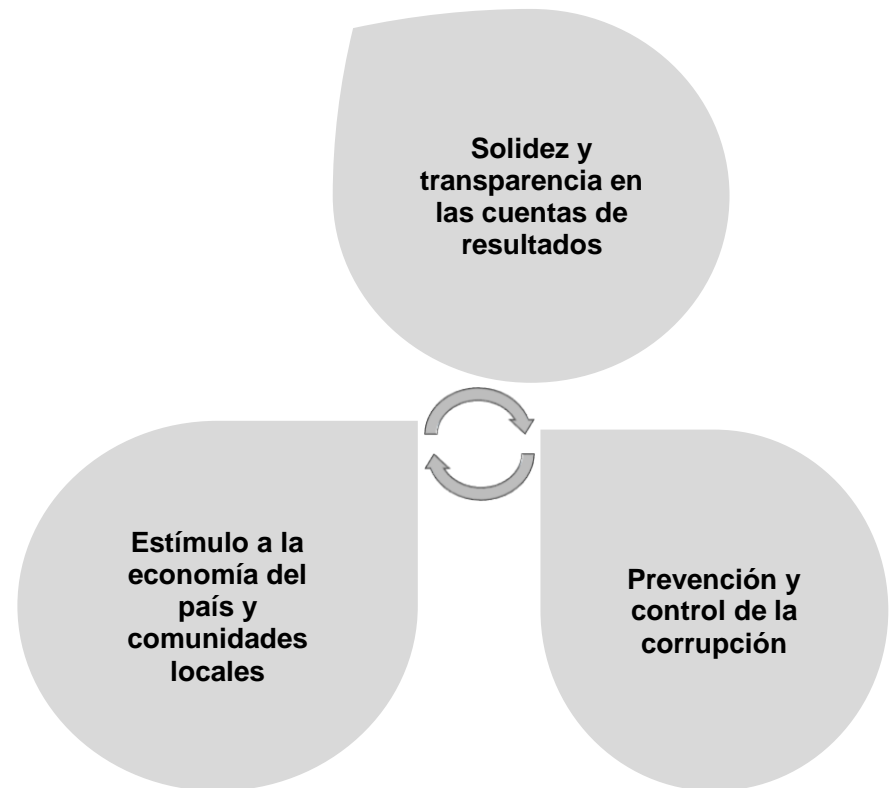 Solidez y
transparencia en
las cuentas de
resultados
Estímulo a la
economía del
país y
comunidades
locales
Prevención y
control de la
corrupción